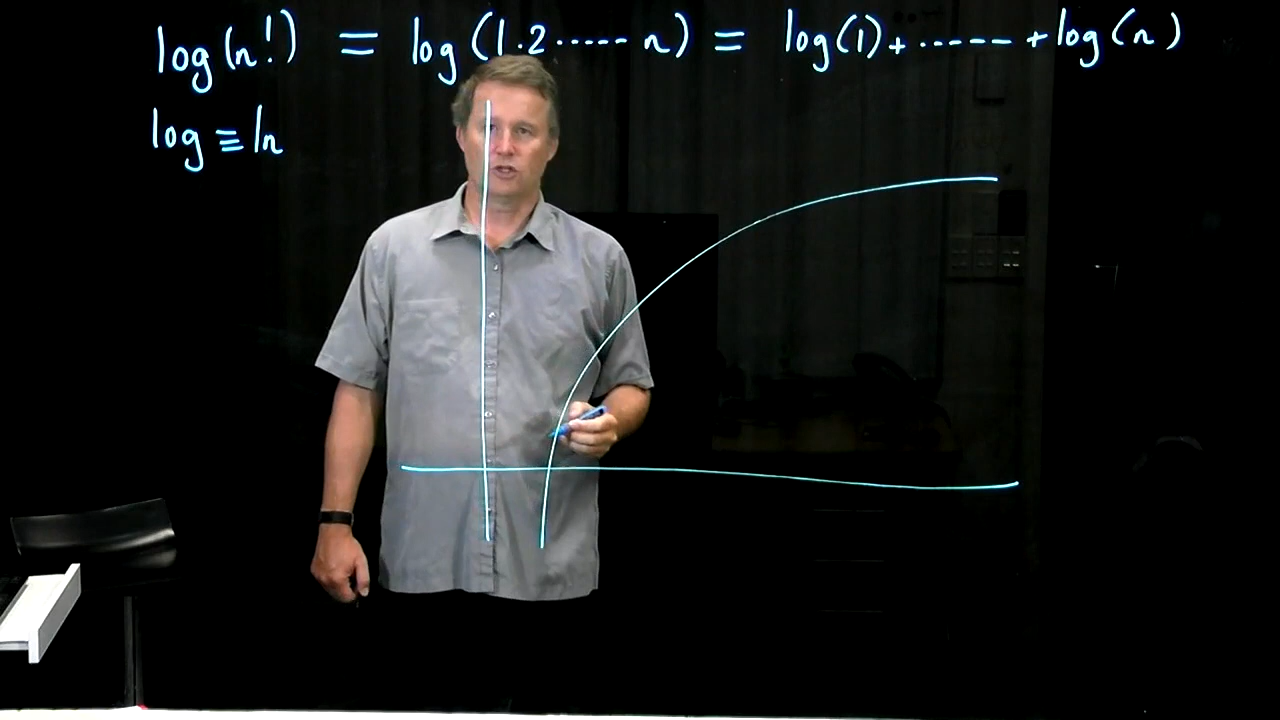 log(n!) = log(1·2·····n) = log(1)+ ······ +log(n)
log ≡ ln